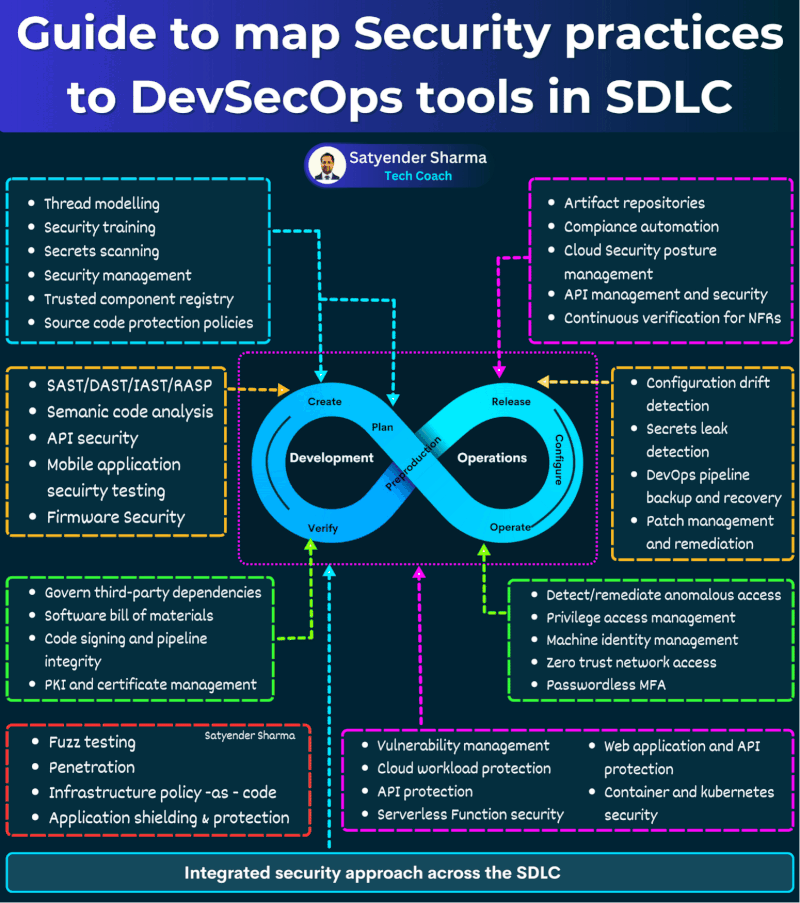 Guide to map Security practices
to DevSecOps tools in SDLC
Satyender Sharma
Tech Coach
Thread modelling
Security training
Secrets scanning
Security management
Trusted component registry
Source code protection policies
Artifact repositories
Compiance automation
Cloud Security posture
management
API management and security
Continuous verification for NFRs
SAST/DAST/IAST/RASP
Semanic code analysis
API security
Mobile application
secuirty testing
Firmware Security
Create
Plan
Development
Verify
Preproduction
Release
Operations
Configure
Operate
Configuration drift
detection
Secrets leak
detection
DevOps pipeline
backup and recovery
Patch management
and remediation
Govern third-party dependencies
Software bill of materials
Code signing and pipeline
integrity
PKI and certificate management
Detect/remediate anomalous access
Privilege access management
Machine identity management
Zero trust network access
Passwordless MFA
Satyender Sharma
Fuzz testing
Penetration
Infrastructure policy -as - code
Application shielding & protection
Vulnerability management
Cloud workload protection
API protection
Serverless Function security
Web application and API
protection
Container and kubernetes
security
Integrated security approach across the SDLC